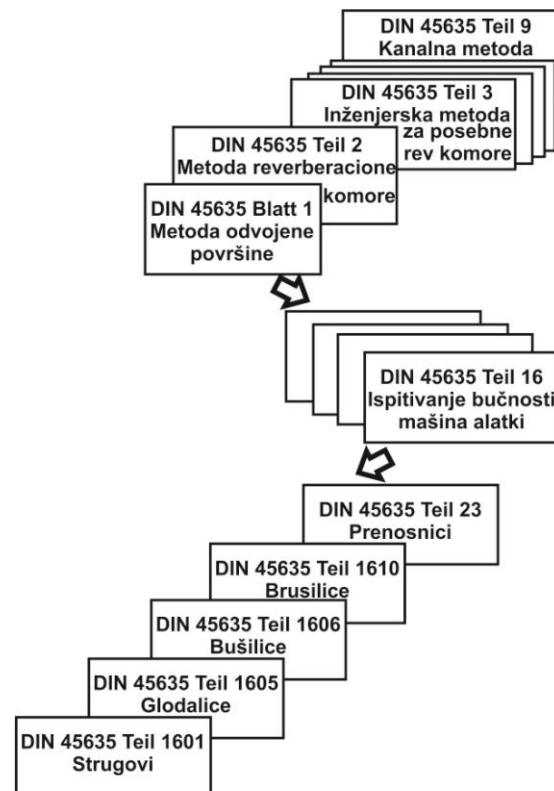 DIN 45635 Teil 9
Kanalna metoda
DIN 45635 Teil 3
Inženjerska metoda
za posebne
rev komore
DIN 45635 Teil 2
Metoda reverberacione
komore
DIN 45635 Blatt 1
Metoda odvojene
površine
DIN 45635 Teil 16
Ispitivanje bučnosti
mašina alatki
DIN 45635 Teil 23
Prenosnici
DIN 45635 Teil 1610
Brusilice
DIN 45635 Teil 1606
Bušilice
DIN 45635 Teil 1605
Glodalice
DIN 45635 Teil 1601
Strugovi